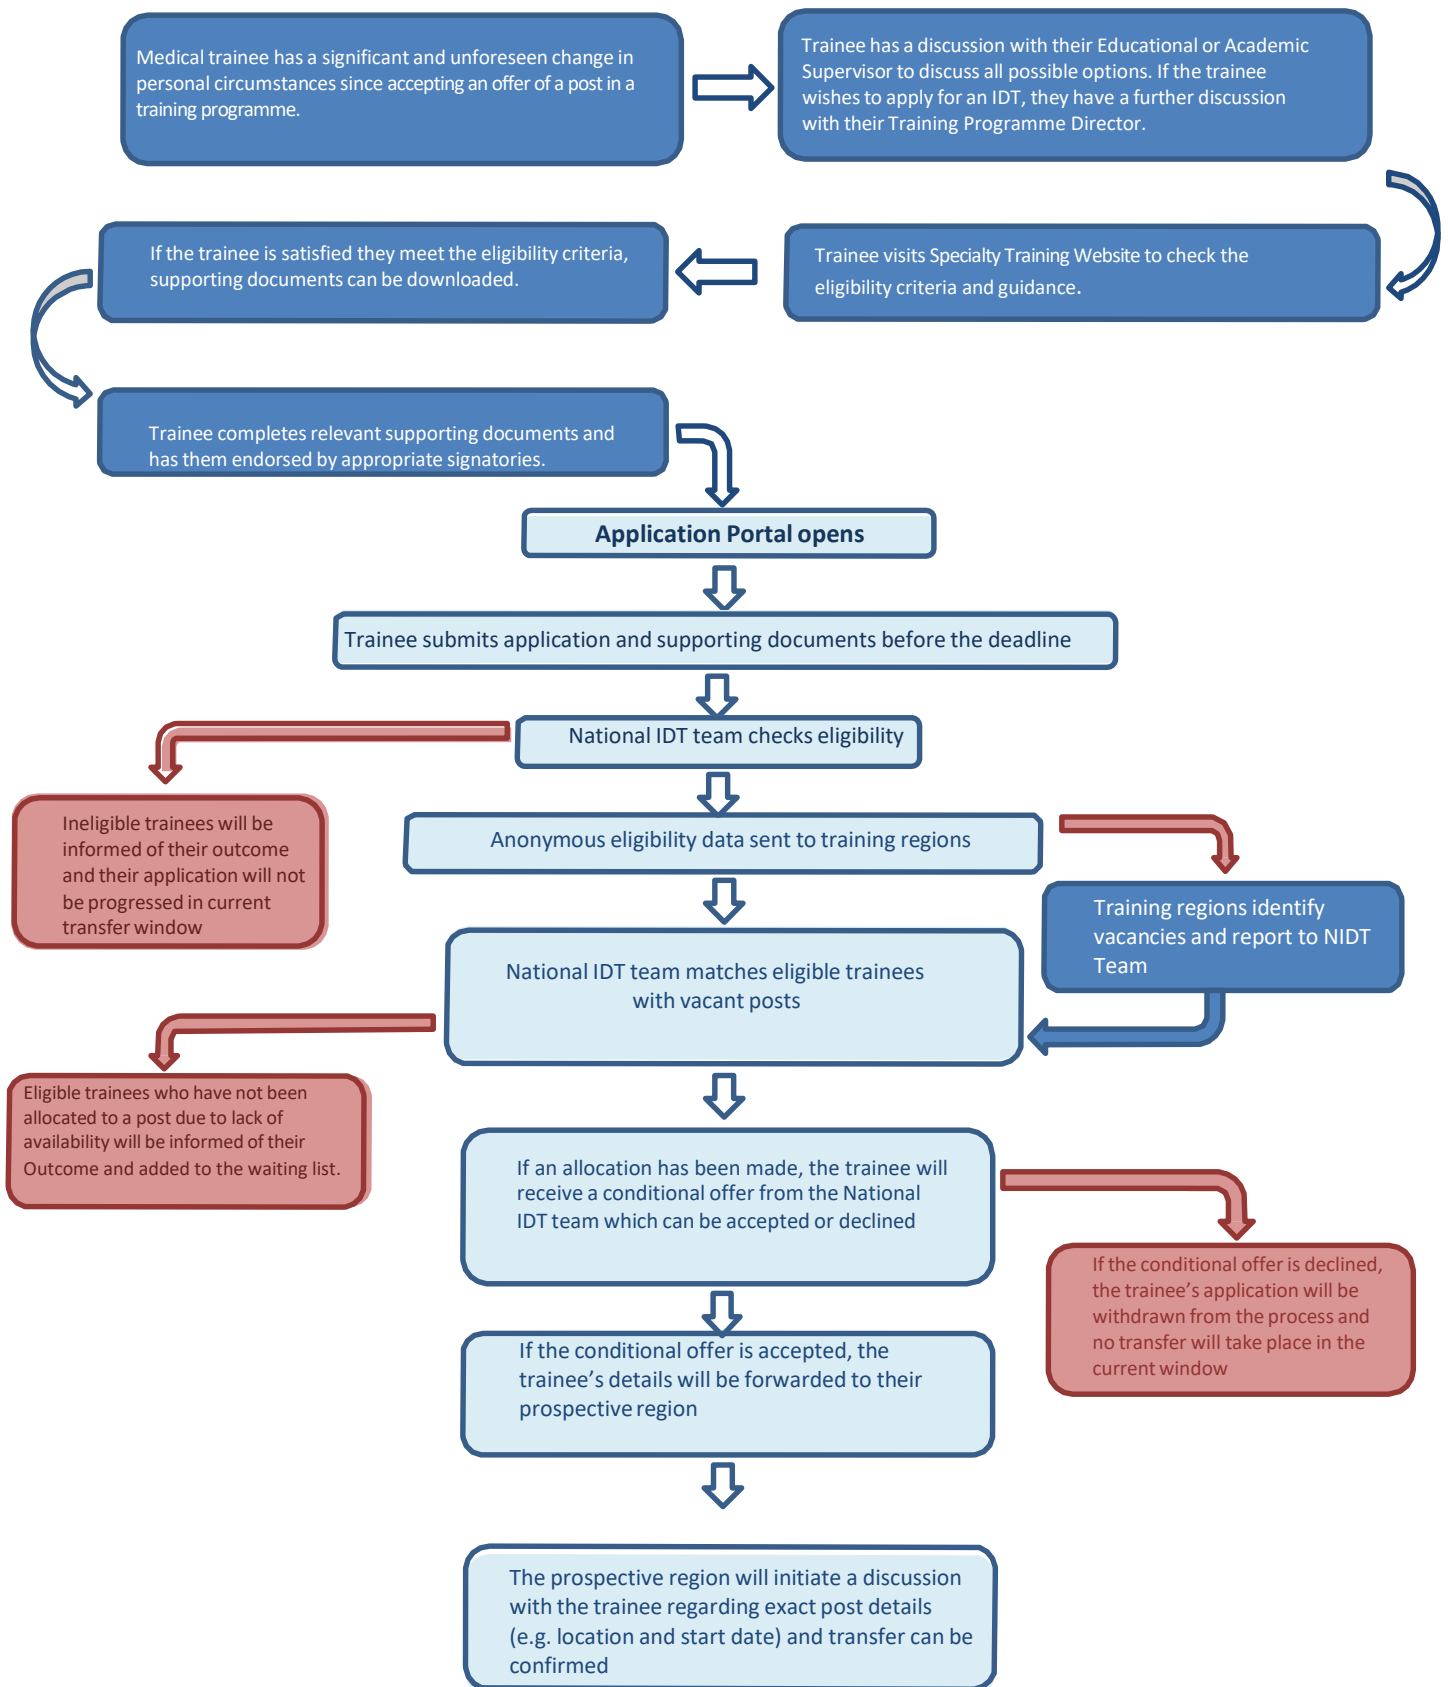 Medical trainee has a significant and unforeseen change in
personal circumstances since accepting an offer of a post in a
training programme.
Trainee has a discussion with their Educational or Academic
Supervisor to discuss all possible options. If the trainee
wishes to apply for an IDT, they have a further discussion
with their Training Programme Director.
Trainee visits Specialty Training Website to check the
eligibility criteria and guidance.
If the trainee is satisfied they meet the eligibility criteria,
supporting documents can be downloaded.
Trainee completes relevant supporting documents and
has them endorsed by appropriate signatories.
Application Portal opens
Trainee submits application and supporting documents before the deadline
National IDT team checks eligibility
Ineligible trainees will be
informed of their outcome
and their application will not
be progressed in current
transfer window
Anonymous eligibility data sent to training regions
Training regions identify
vacancies and report to NIDT
Team
National IDT team matches eligible trainees
with vacant posts
Eligible trainees who have not been
allocated to a post due to lack of
availability will be informed of their
Outcome and added to the waiting list.
If an allocation has been made, the trainee will
receive a conditional offer from the National
IDT team which can be accepted or declined
If the conditional offer is declined,
the trainee’s application will be
withdrawn from the process and
no transfer will take place in the
current window
If the conditional offer is accepted, the
trainee’s details will be forwarded to their
prospective region
The prospective region will initiate a discussion
with the trainee regarding exact post details
(e.g. location and start date) and transfer can be
confirmed